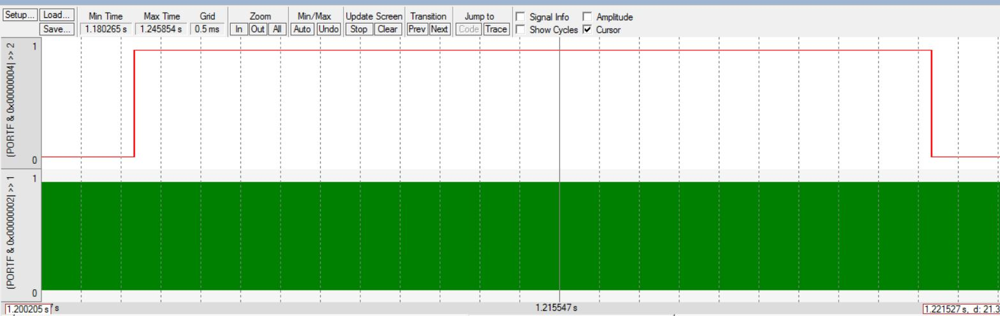 Setup... Load... Min Time Max Time Grid Zoom Min/Max Update Screen Transition Jump to Signal Info Amplitude
Save... 1.180265 s 1.245854 s 0.5 ms In Out All Auto Undo Stop Clear Prev Next Code Trace Show Cycles Cursor
1
(PORTF & 0x00000004) >> 2
0
1
(PORTF & 0x00000002) >> 1
0
1.200205 s s 1.215547 s 1.221527 s, d: 21.3